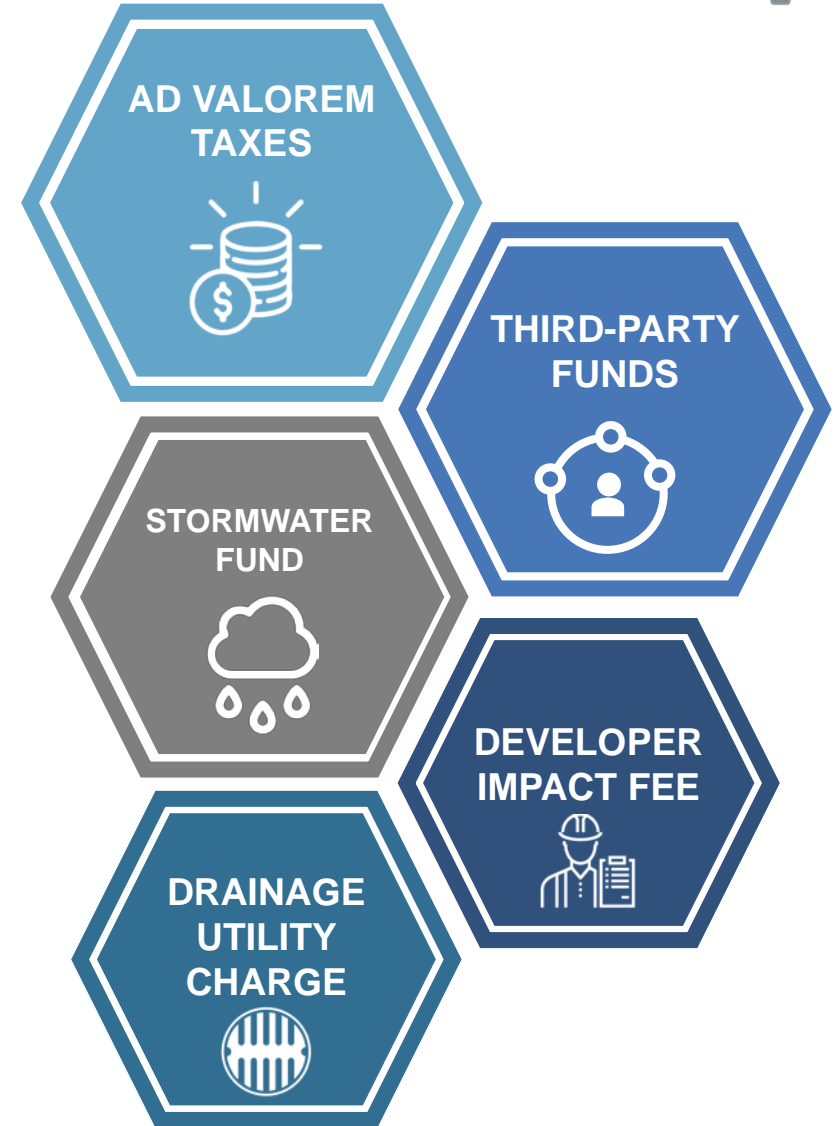 AD VALOREM
TAXES
$
THIRD-PARTY
FUNDS
STORMWATER
FUND
DEVELOPER
IMPACT FEE
DRAINAGE
UTILITY
CHARGE